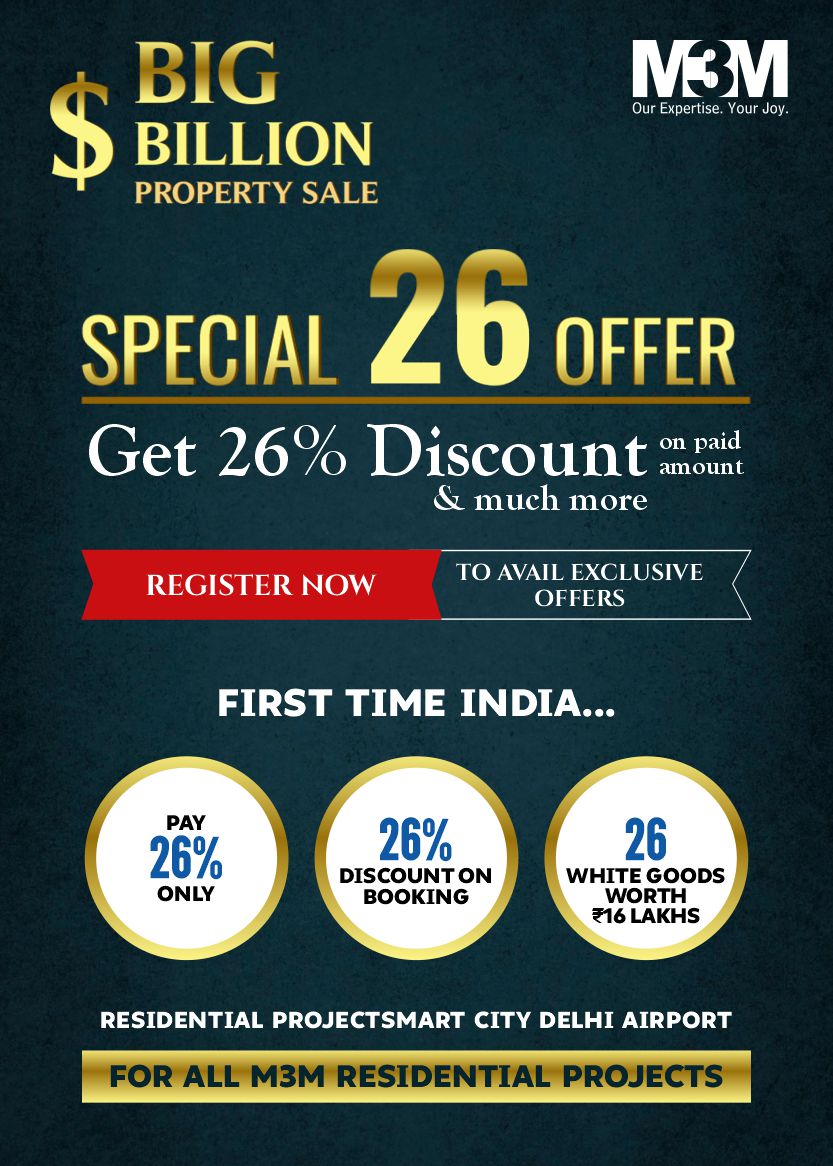 $ BIG
BILLION
PROPERTY SALE
M3M
Our Expertise. Your Joy.
SPECIAL 26 OFFER
Get 26% Discount on paid amount
& much more
REGISTER NOW
TO AVAIL EXCLUSIVE
OFFERS
FIRST TIME INDIA...
PAY
26%
ONLY
26%
DISCOUNT ON
BOOKING
26
WHITE GOODS
WORTH
₹16 LAKHS
RESIDENTIAL PROJECTSMART CITY DELHI AIRPORT
FOR ALL M3M RESIDENTIAL PROJECTS